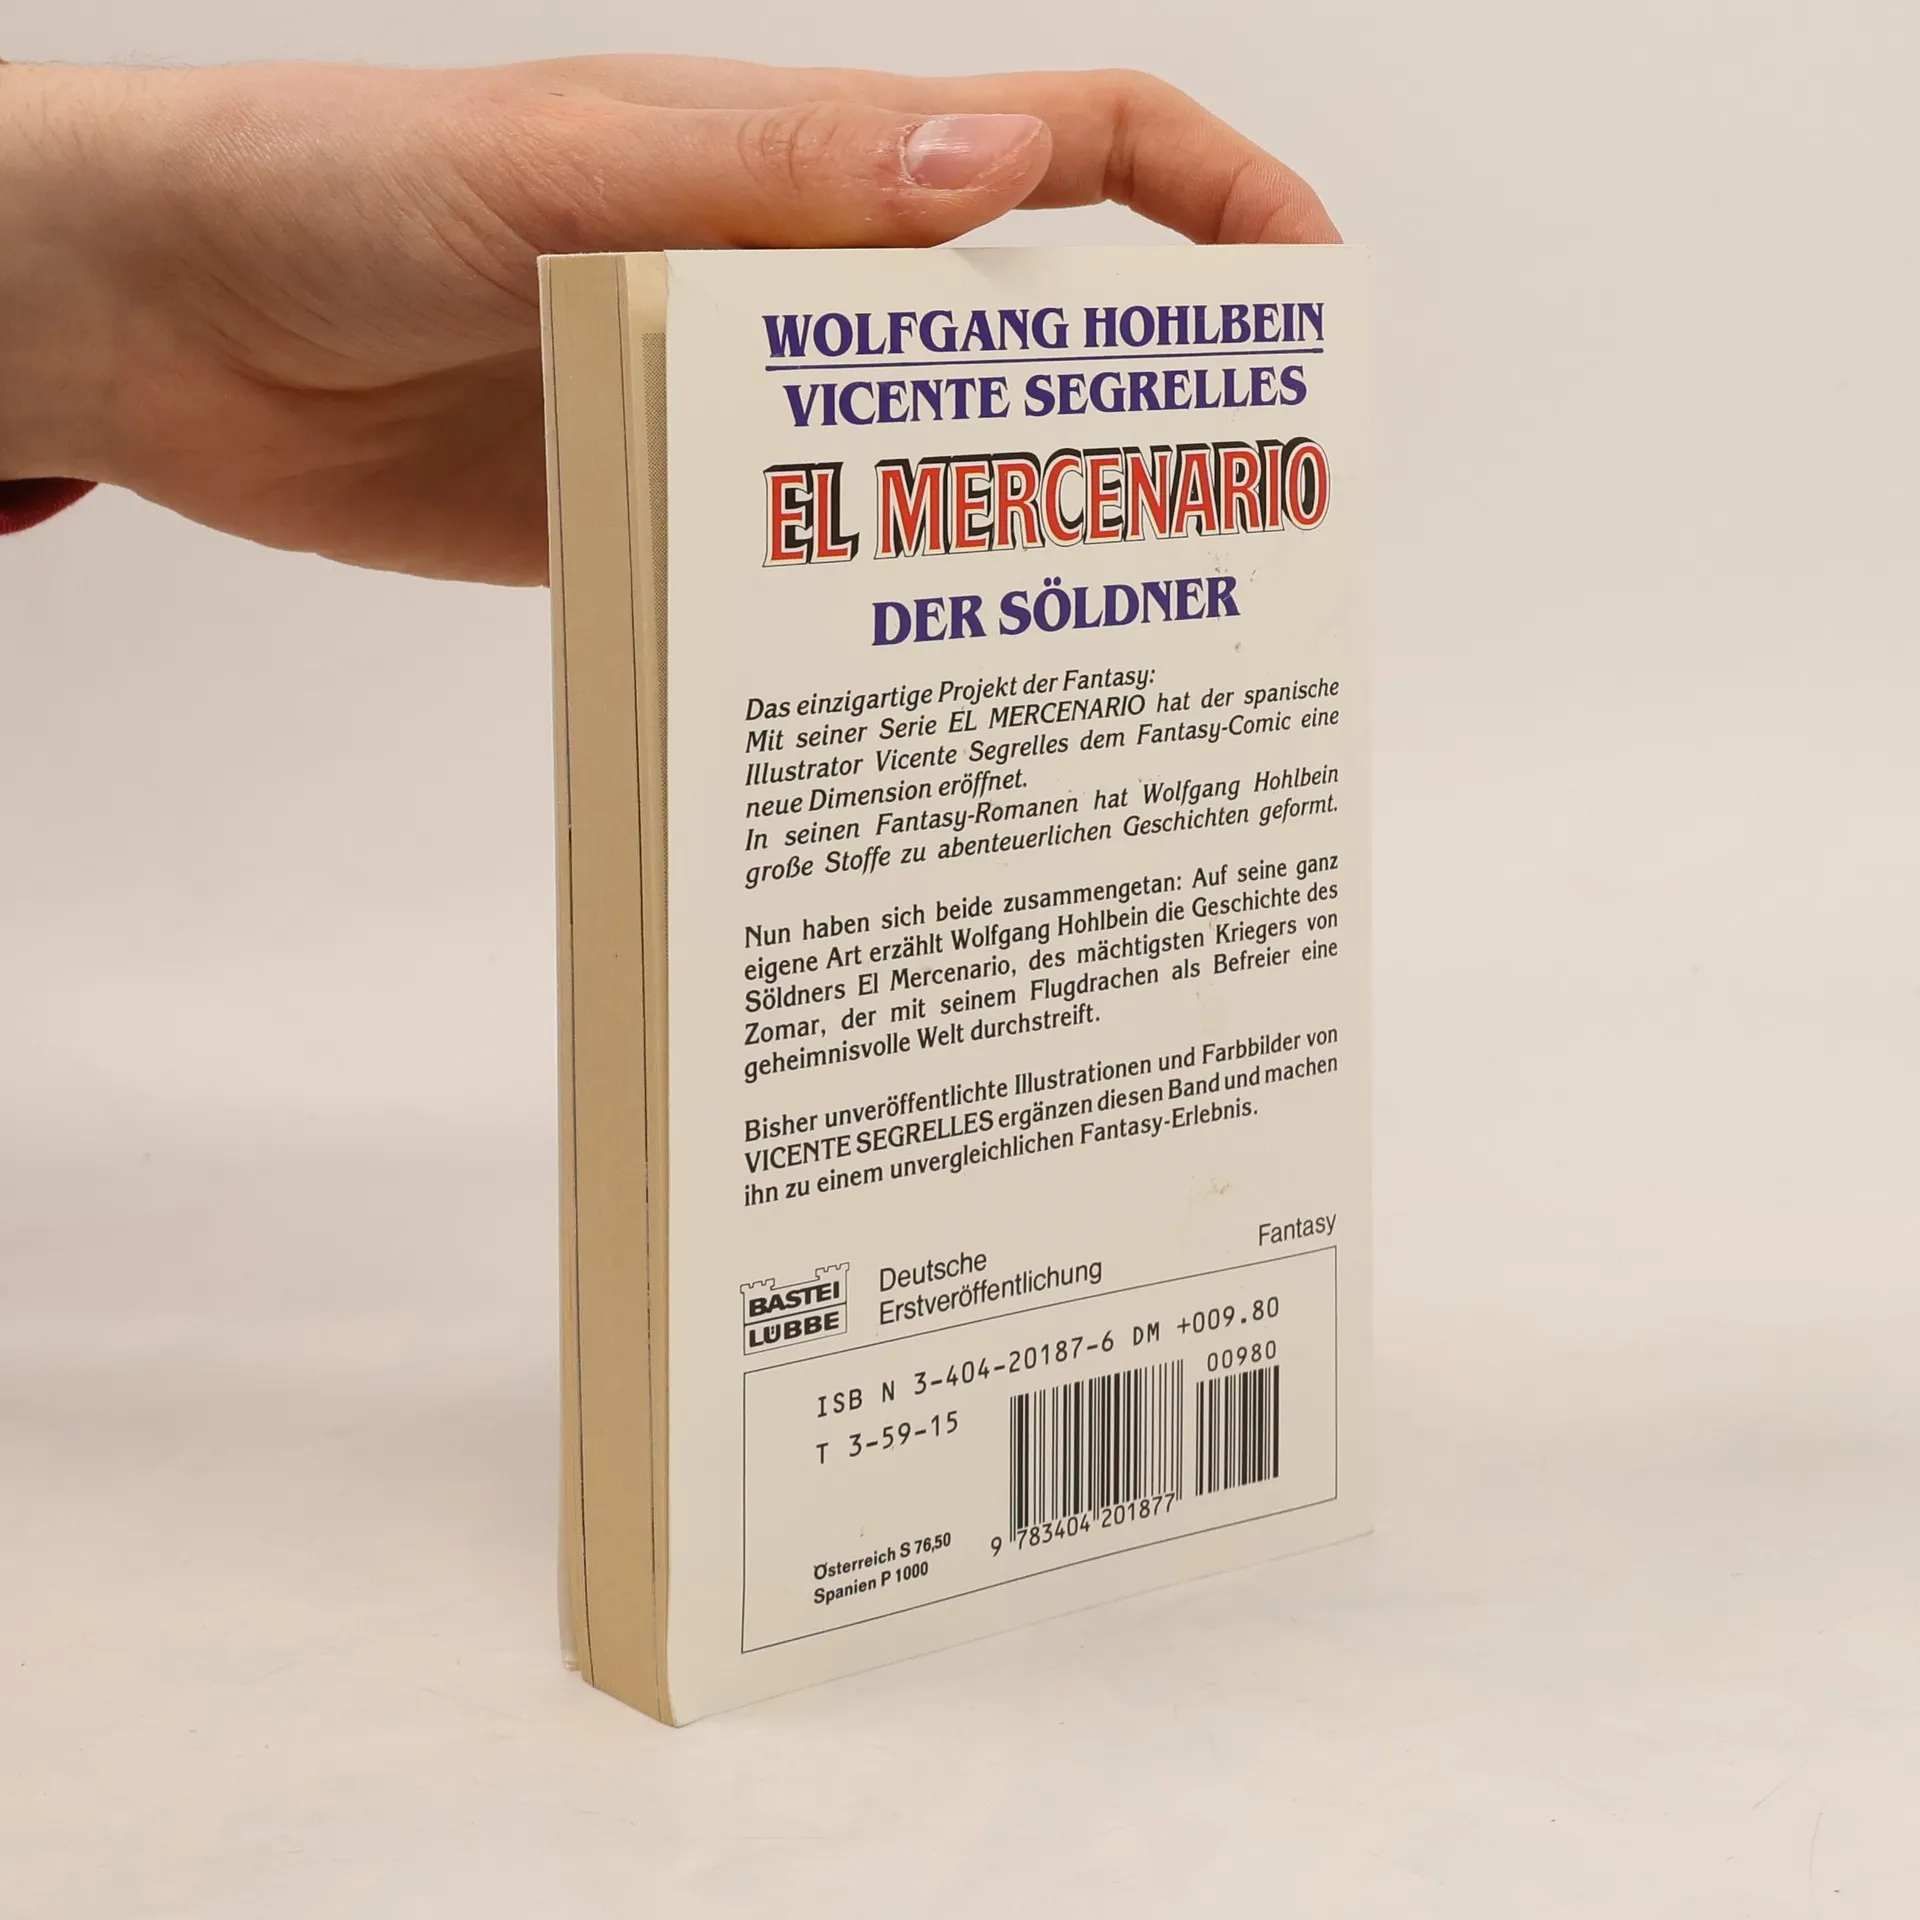 WOLFGANG HOHLBEIN
VICENTE SEGRELLES
EL MERCENARIO
DER SÖLDNER
Das einzigartige Projekt der Fantasy:
Mit seiner Serie EL MERCENARIO hat der spanische
Illustrator Vicente Segrelles dem Fantasy-Comic eine
neue Dimension eröffnet.
In seinen Fantasy-Romanen hat Wolfgang Hohlbein
große Stoffe zu abenteuerlichen Geschichten geformt.
Nun haben sich beide zusammengetan: Auf seine ganz
eigene Art erzählt Wolfgang Hohlbein die Geschichte des
Söldners El Mercenario, des mächtigsten Kriegers von
Zomar, der mit seinem Flugdrachen als Befreier eine
geheimnisvolle Welt durchstreift.
Bisher unveröffentlichte Illustrationen und Farbbilder von
VICENTE SEGRELLES ergänzen diesen Band und machen
ihn zu einem unvergleichlichen Fantasy-Erlebnis.
Fantasy
BASTEI
LÜBBE
Deutsche
Erstveröffentlichung
ISB N 3-404-20187-6 DM +009.80
T 3-59-15
00980
9 783404 201877
Österreich S 76,50
Spanien P 1000